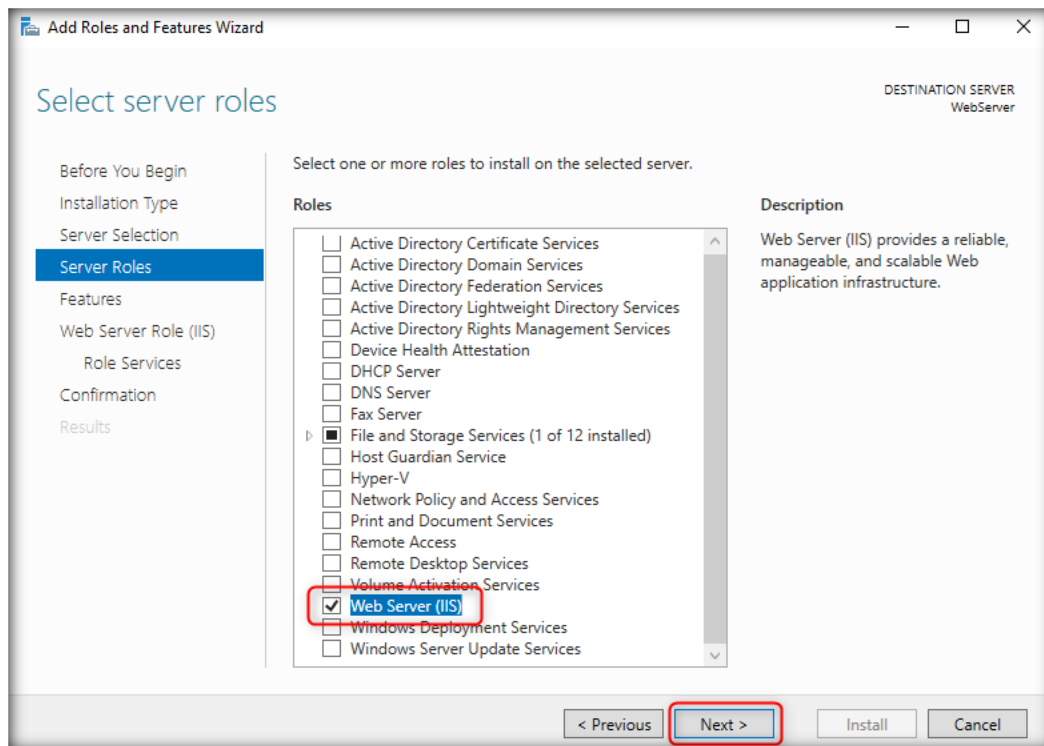 Add Roles and Features Wizard
Select server roles
DESTINATION SERVER
WebServer
Before You Begin
Installation Type
Server Selection
Server Roles
Features
Web Server Role (IIS)
Role Services
Confirmation
Results
Select one or more roles to install on the selected server.
Roles
Active Directory Certificate Services
Active Directory Domain Services
Active Directory Federation Services
Active Directory Lightweight Directory Services
Active Directory Rights Management Services
Device Health Attestation
DHCP Server
DNS Server
Fax Server
File and Storage Services (1 of 12 installed)
Host Guardian Service
Hyper-V
Network Policy and Access Services
Print and Document Services
Remote Access
Remote Desktop Services
Volume Activation Services
Web Server (IIS)
Windows Deployment Services
Windows Server Update Services
Description
Web Server (IIS) provides a reliable,
manageable, and scalable Web
application infrastructure.
< Previous
Next >
Install
Cancel